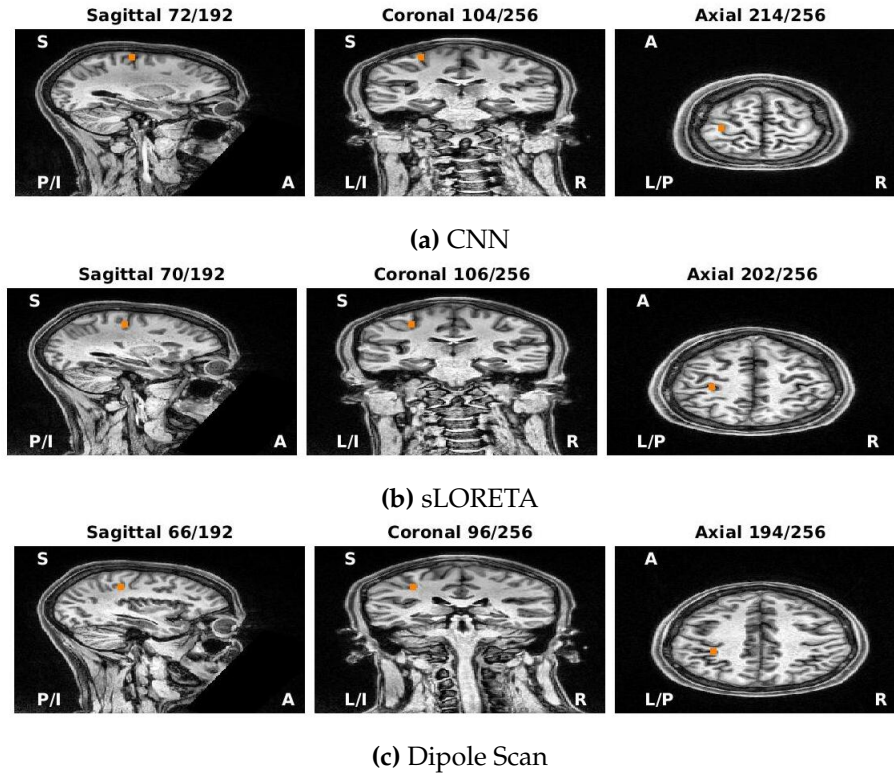 Sagittal 72/192 Coronal 104/256 Axial 214/256
S S A
P/I A L/I R L/P R
(a) CNN
Sagittal 70/192 Coronal 106/256 Axial 202/256
S S A
P/I A L/I R L/P R
(b) sLORETA
Sagittal 66/192 Coronal 96/256 Axial 194/256
S S A
P/I A L/I R L/P R
(c) Dipole Scan